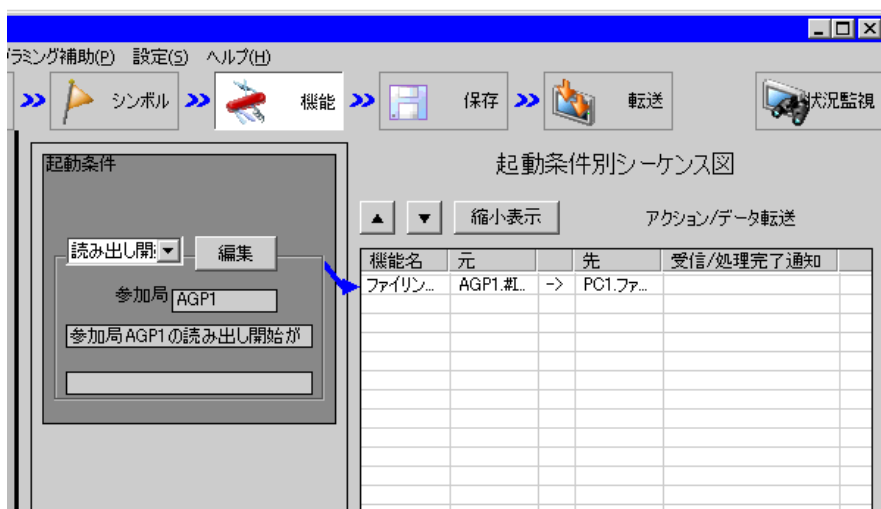 ラミング補助(P) 設定(S) ヘルプ(H)
シンボル 機能 保存 転送 状況監視
起動条件
読み出し開 編集
参加局 AGP1
参加局AGP1の読み出し開始が
起動条件別シーケンス図
▲ ▼ 縮小表示 アクション/データ転送
機能名 元 先 受信/処理完了通知
ファイリン... AGP1.#I... -> PC1.ファ...